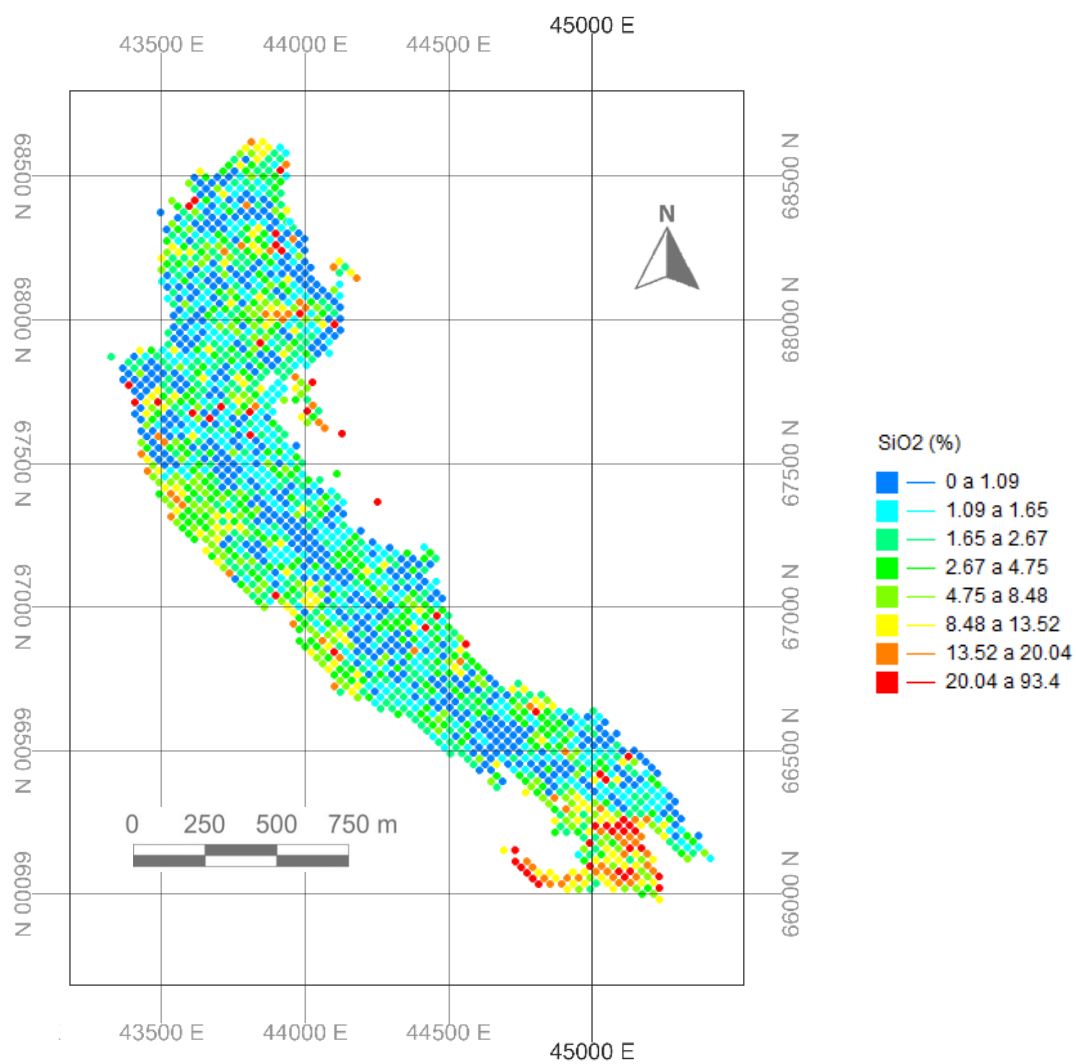 45000 E
43500 E
44000 E
44500 E
68500 N
68500 N
N
68000 N
68000 N
67500 N
67500 N
SiO2 (%)
0 a 1.09
1.09 a 1.65
1.65 a 2.67
2.67 a 4.75
4.75 a 8.48
8.48 a 13.52
13.52 a 20.04
20.04 a 93.4
67000 N
67000 N
66500 N
66500 N
0 250 500 750 m
66000 N
66000 N
43500 E
44000 E
44500 E
45000 E